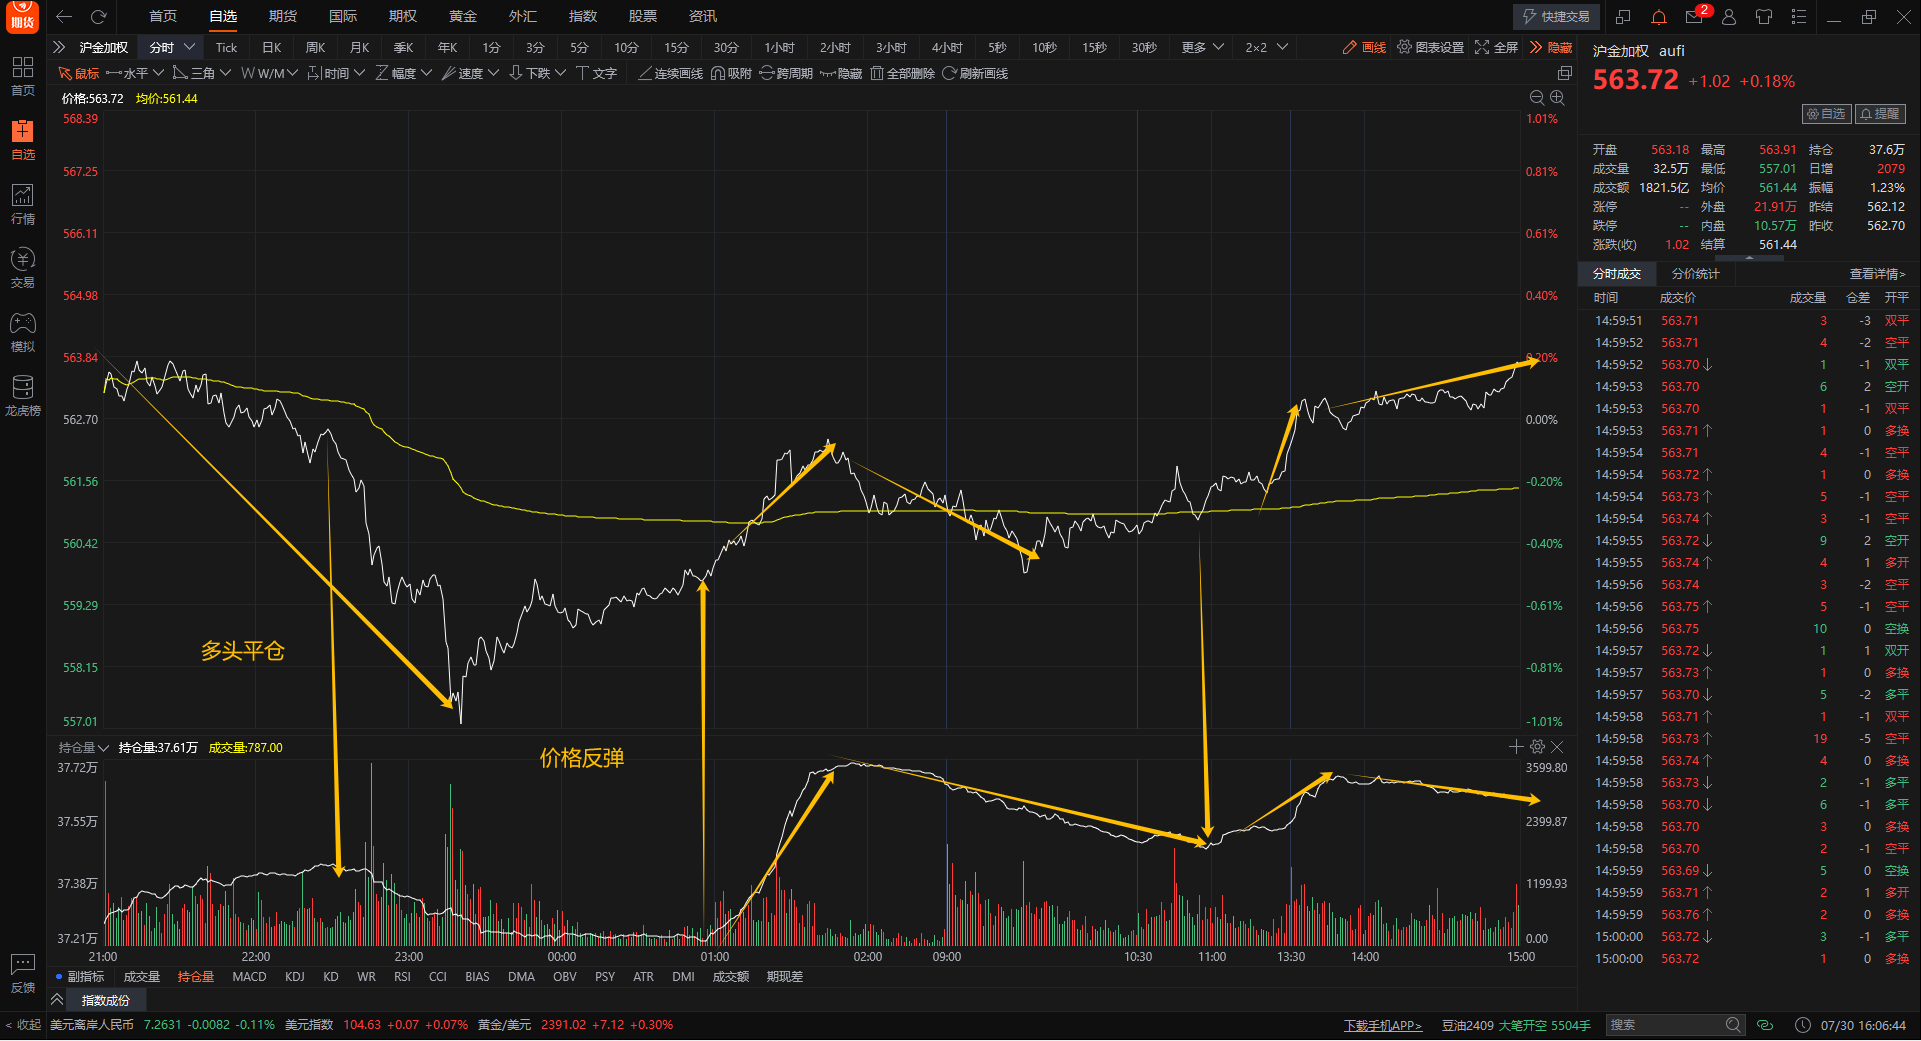 期货 首页 自选 期货 国际 期权 黄金 外汇 指数 股票 资讯 快捷交易 2
沪金加权 分时 Tick 日K 周K 月K 季K 年K 1分 3分 5分 10分 15分 30分 1小时 2小时 3小时 4小时 5秒 10秒 15秒 30秒 更多 2×2 画线 图表设置 全屏 隐藏
鼠标 水平 三角 W/M 时间 幅度 速度 下跌 文字 连续画线 吸附 跨周期 隐藏 全部删除 刷新画线
首页
自选
行情
交易
模拟
龙虎榜
反馈
< 收起
价格:563.72 均价:561.44
568.39 1.01%
567.25 0.81%
566.11 0.61%
564.98 0.40%
563.84 0.20%
562.70 0.00%
561.56 -0.20%
560.42 -0.40%
559.29 -0.61%
558.15 -0.81%
557.01 -1.01%
多头平仓
价格反弹
持仓量 持仓量:37.61万 成交量:787.00
37.72万 3599.80
37.55万 2399.87
37.38万 1199.93
37.21万 0.00
21:00 22:00 23:00 00:00 01:00 02:00 09:00 10:30 11:00 13:30 14:00 15:00
副指标 成交量 持仓量 MACD KDJ KD WR RSI CCI BIAS DMA OBV PSY ATR DMI 成交额 期现差
指数成份
沪金加权 aufi
563.72 +1.02 +0.18%
自选 提醒
开盘 563.18 最高 563.91 持仓 37.6万
成交量 32.5万 最低 557.01 日增 2079
成交额 1821.5亿 均价 561.44 振幅 1.23%
涨停 -- 外盘 21.91万 昨结 562.12
跌停 -- 内盘 10.57万 昨收 562.70
涨跌(收) 1.02 结算 561.44
分时成交 分价统计 查看详情>
时间 成交价 成交量 仓差 开平
14:59:51 563.71 3 -3 双平
14:59:52 563.71 4 -2 空平
14:59:52 563.70↓ 1 -1 双平
14:59:53 563.70 6 2 空开
14:59:53 563.70 1 -1 双平
14:59:53 563.71↑ 1 0 多换
14:59:54 563.71 4 -1 空平
14:59:54 563.72↑ 1 0 多换
14:59:54 563.73↑ 5 -1 空平
14:59:54 563.74↑ 3 -1 空平
14:59:55 563.72↓ 9 2 空开
14:59:55 563.74↑ 4 1 多开
14:59:56 563.74 3 -2 空平
14:59:56 563.75↑ 5 -1 空平
14:59:56 563.75 10 0 空换
14:59:57 563.72↓ 1 1 双开
14:59:57 563.73↑ 1 0 多换
14:59:57 563.70↓ 5 -2 多平
14:59:58 563.71↑ 1 -1 双平
14:59:58 563.73↑ 19 -5 空平
14:59:58 563.74↑ 4 0 多换
14:59:58 563.73↓ 2 -1 多平
14:59:58 563.70↓ 6 -1 多平
14:59:58 563.70 3 0 多换
14:59:58 563.70 2 -1 空平
14:59:59 563.69↓ 5 0 空换
14:59:59 563.71↑ 2 1 多开
14:59:59 563.76↑ 2 0 多换
15:00:00 563.72↓ 3 -1 多平
15:00:00 563.72 1 0 多换
美元离岸人民币 7.2631 -0.0082 -0.11% 美元指数 104.63 +0.07 +0.07% 黄金/美元 2391.02 +7.12 +0.30% 下载手机APP> 豆油2409 大笔开空 5504手 搜索 07/30 16:06:44